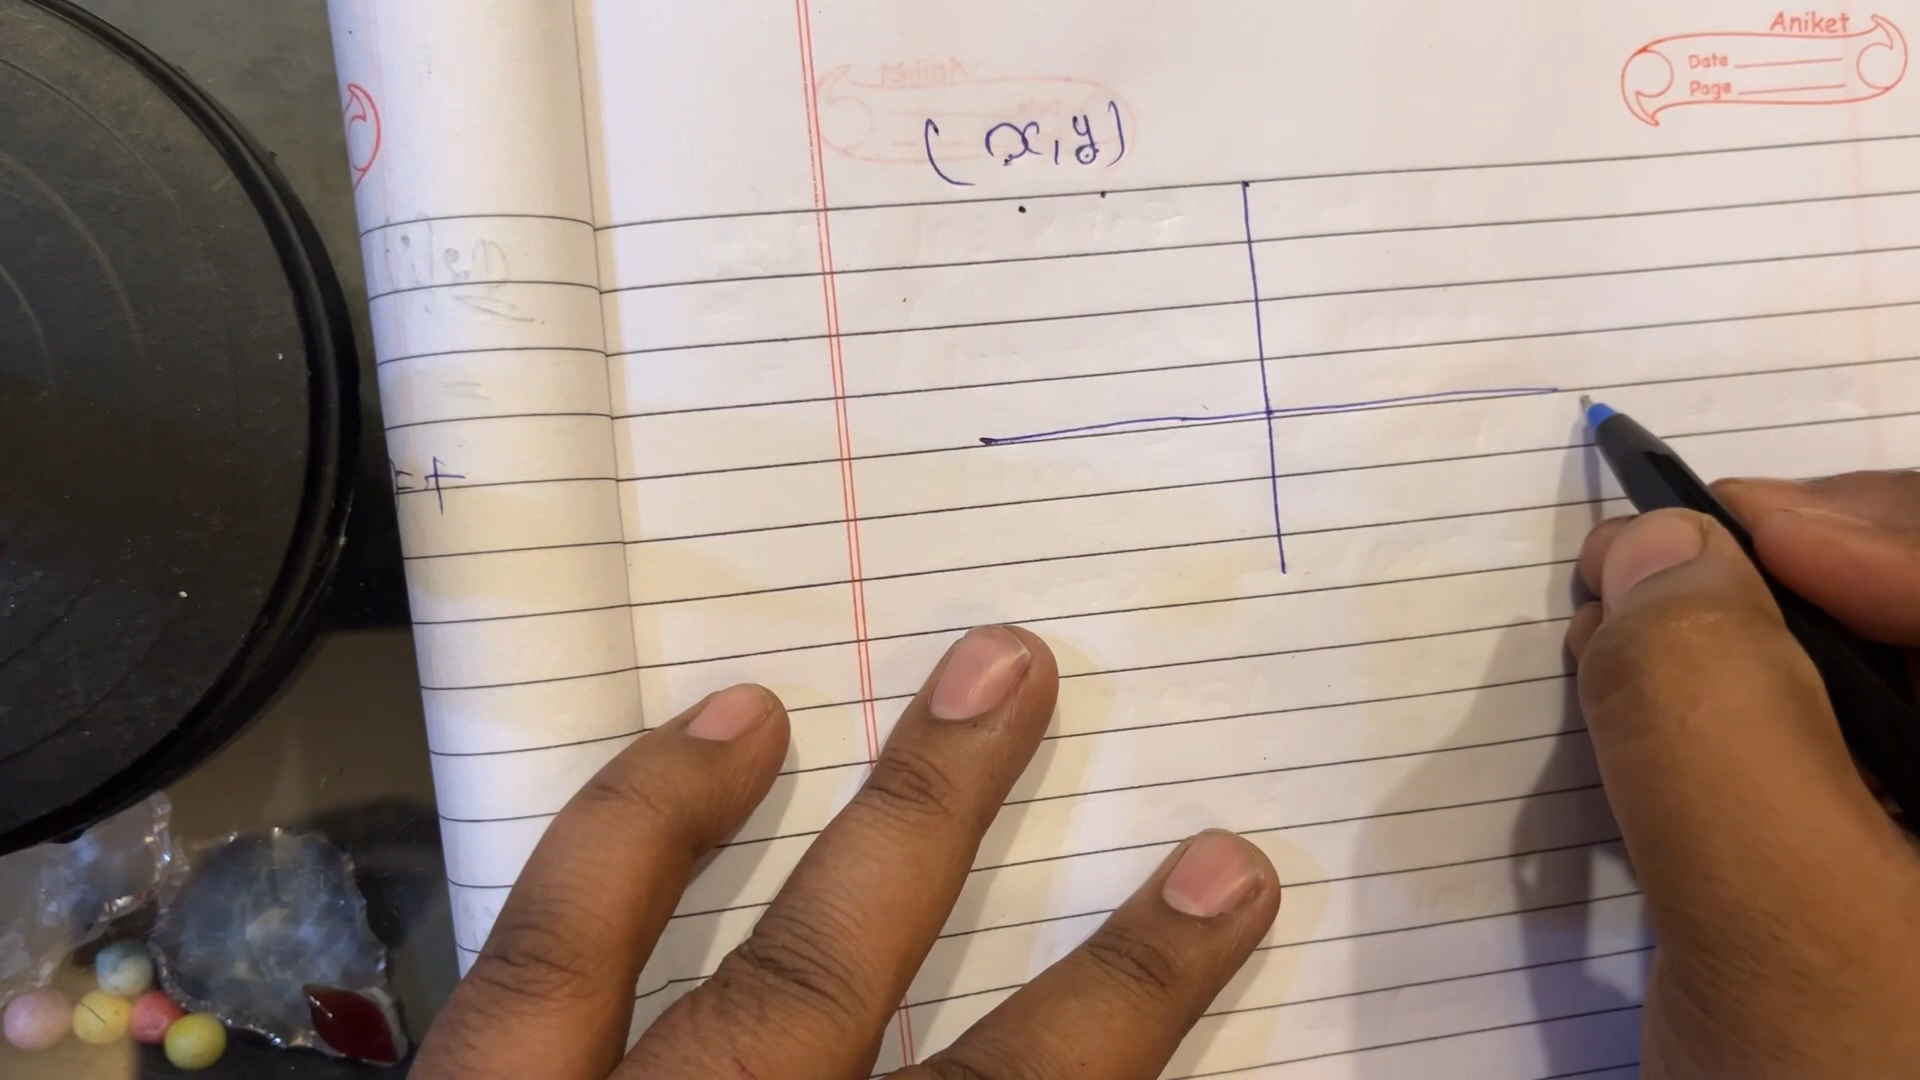 Aniket
Date
Page
(x,y)
=+